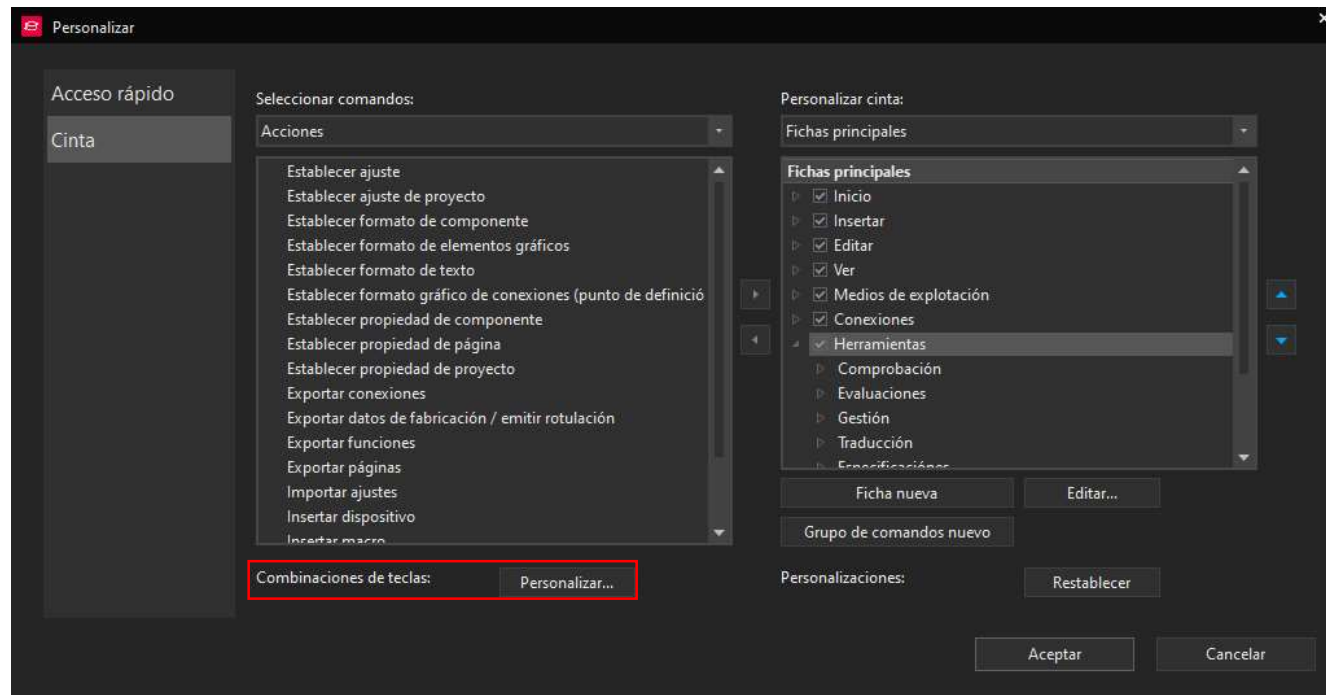 Personalizar
Acceso rápido
Cinta
Seleccionar comandos:
Acciones
Establecer ajuste
Establecer ajuste de proyecto
Establecer formato de componente
Establecer formato de elementos gráficos
Establecer formato de texto
Establecer formato gráfico de conexiones (punto de definició
Establecer propiedad de componente
Establecer propiedad de página
Establecer propiedad de proyecto
Exportar conexiones
Exportar datos de fabricación / emitir rotulación
Exportar funciones
Exportar páginas
Importar ajustes
Insertar dispositivo
Insertar macro
Combinaciones de teclas:
Personalizar...
Personalizar cinta:
Fichas principales
Fichas principales
Inicio
Insertar
Editar
Ver
Medios de explotación
Conexiones
Herramientas
Comprobación
Evaluaciones
Gestión
Traducción
Especificaciónes
Ficha nueva
Editar...
Grupo de comandos nuevo
Personalizaciones:
Restablecer
Aceptar
Cancelar